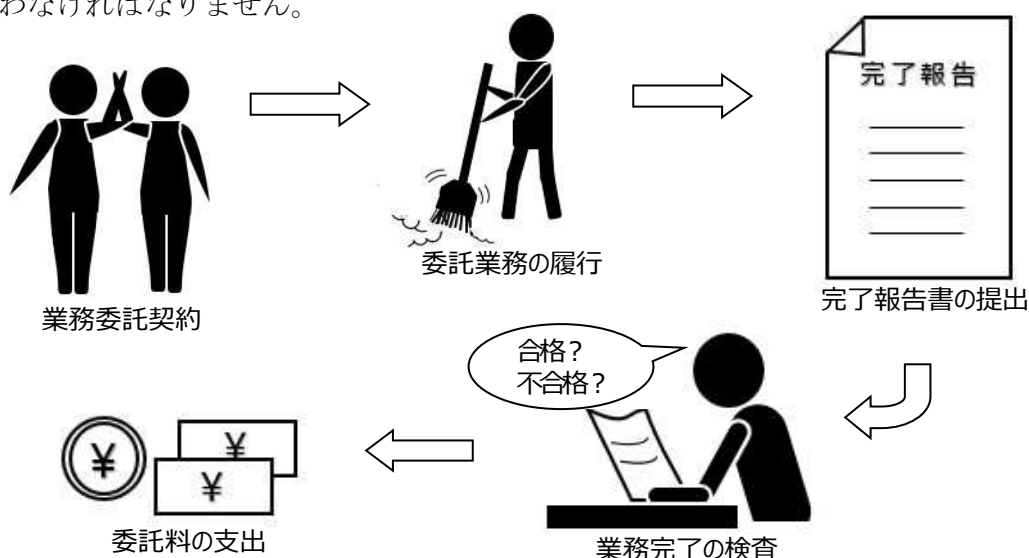 わなければなりません。
完了報告
業務委託契約
委託業務の履行
完了報告書の提出
合格？
不合格？
¥
¥
¥
委託料の支出
業務完了の検査